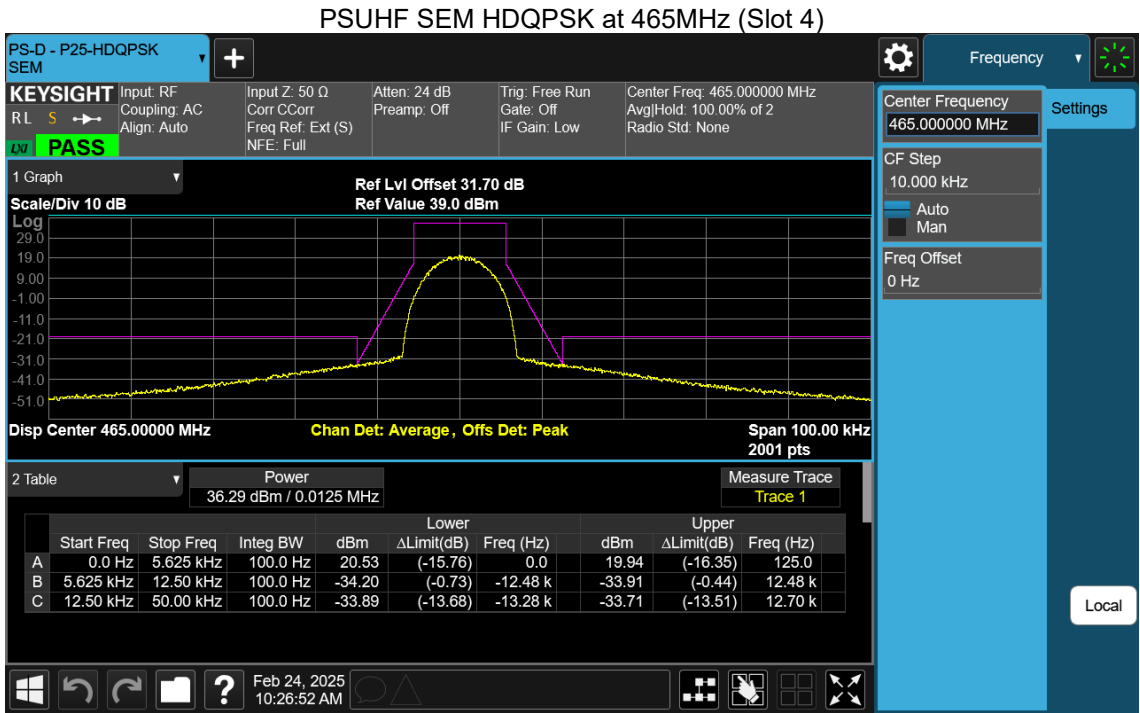 PSUHF SEM HDQPSK at 465MHz (Slot 4)
PS-D - P25-HDQPSK
SEM
Frequency
KEYSIGHT
R L S
LXI PASS
Input: RF
Coupling: AC
Align: Auto
Input Z: 50 Ω
Corr CCorr
Freq Ref: Ext (S)
NFE: Full
Atten: 24 dB
Preamp: Off
Trig: Free Run
Gate: Off
IF Gain: Low
Center Freq: 465.000000 MHz
Avg|Hold: 100.00% of 2
Radio Std: None
Center Frequency
465.000000 MHz
Settings
CF Step
10.000 kHz
Auto
Man
Freq Offset
0 Hz
1 Graph
Scale/Div 10 dB
Ref Lvl Offset 31.70 dB
Ref Value 39.0 dBm
Log
29.0
19.0
9.00
-1.00
-11.0
-21.0
-31.0
-41.0
-51.0
Disp Center 465.00000 MHz
Chan Det: Average , Offs Det: Peak
Span 100.00 kHz
2001 pts
2 Table
Power
36.29 dBm / 0.0125 MHz
Measure Trace
Trace 1
Lower Upper
Start Freq Stop Freq Integ BW dBm ΔLimit(dB) Freq (Hz) dBm ΔLimit(dB) Freq (Hz)
A 0.0 Hz 5.625 kHz 100.0 Hz 20.53 (-15.76) 0.0 19.94 (-16.35) 125.0
B 5.625 kHz 12.50 kHz 100.0 Hz -34.20 (-0.73) -12.48 k -33.91 (-0.44) 12.48 k
C 12.50 kHz 50.00 kHz 100.0 Hz -33.89 (-13.68) -13.28 k -33.71 (-13.51) 12.70 k
Local
?
Feb 24, 2025
10:26:52 AM